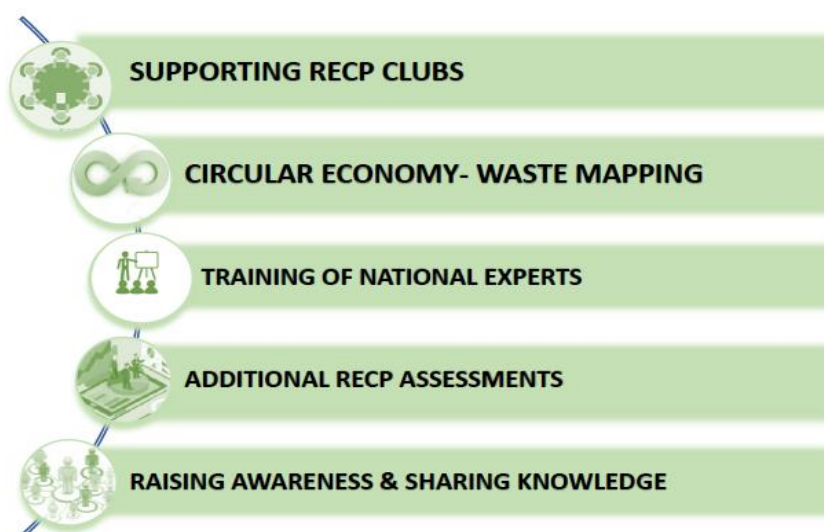 SUPPORTING RECP CLUBS
CIRCULAR ECONOMY- WASTE MAPPING
TRAINING OF NATIONAL EXPERTS
ADDITIONAL RECP ASSESSMENTS
RAISING AWARENESS & SHARING KNOWLEDGE